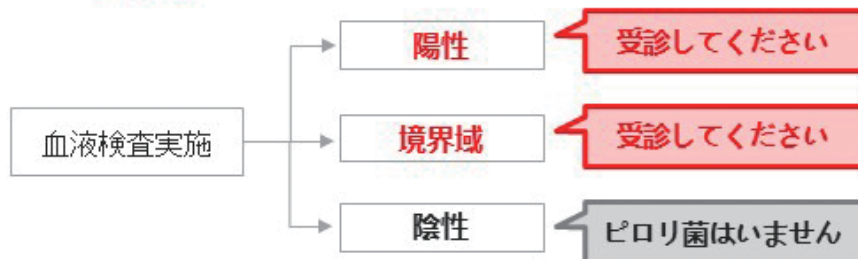 陽性
受診してください
血液検査実施
境界域
受診してください
陰性
ピロリ菌はいません